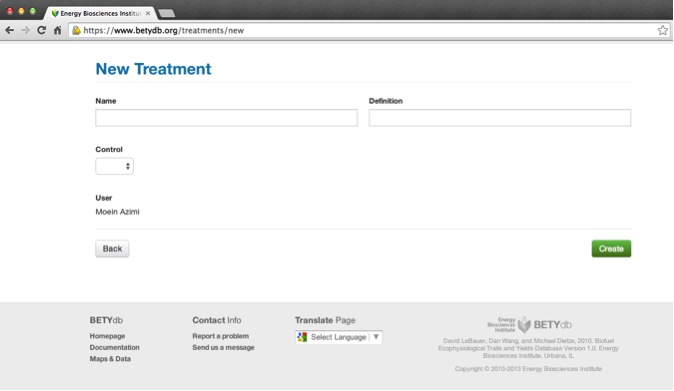 Energy Biosciences Institut
https://www.betydb.org/treatments/new
New Treatment
Name
Definition
Control
User
Moein Azimi
Back
Create
BETYdb
Homepage
Documentation
Maps & Data
Contact Info
Report a problem
Send us a message
Translate Page
Select Language
Energy
Biosciences
Institute
BETYdb
David LeBauer, Dan Wang, and Michael Dietze, 2010. Biofuel
Ecophysiological Traits and Yields Database Version 1.0. Energy
Biosciences Institute, Urbana, IL
Copyright © 2010-2013 Energy Biosciences Institute